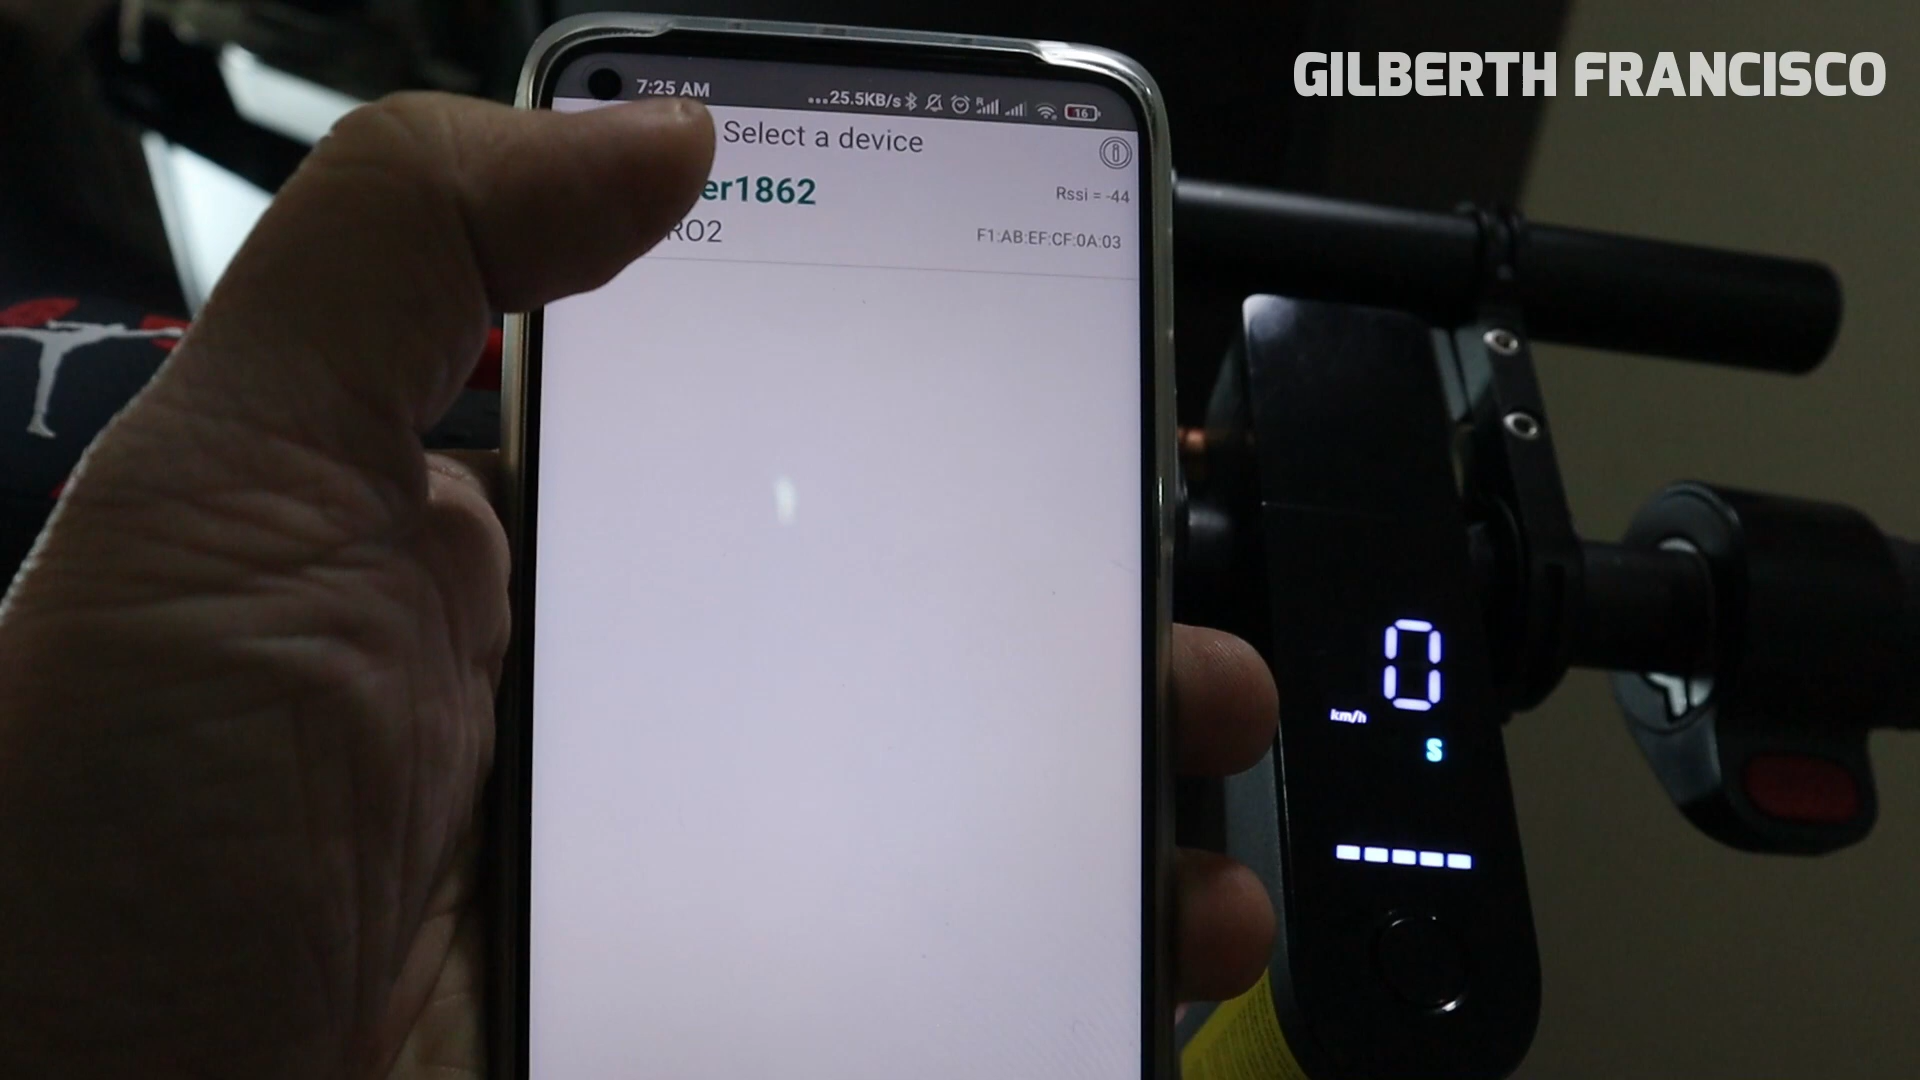 GILBERTH FRANCISCO
7:25 AM
...25.5KB/s
16
Select a device
er1862
Rssi = -44
RO2
F1:AB:EF:CF:0A:03
0
km/h
S